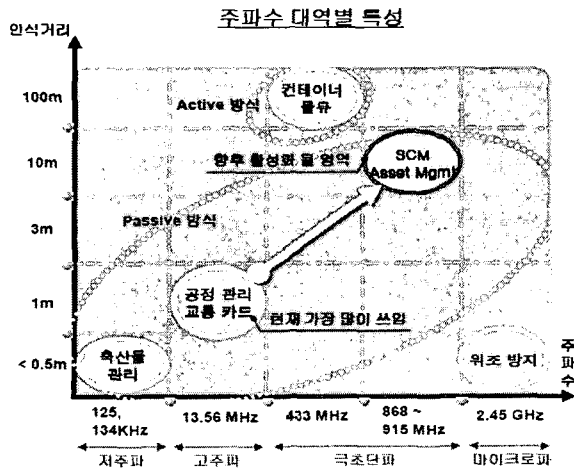 주파수 대역별 특성
인식거리
100m
10m
3m
1m
< 0.5m
Active 방식
컨테이너
물류
향후 활성화 될 영역
SCM
Asset Mgmt
Passive 방식
공정 관리
교통 카드
현재 가장 많이 쓰임
축산물
관리
위조 방지
주
파
수
125,
134KHz
13.56 MHz
433 MHz
868 ~
915 MHz
2.45 GHz
저주파
고주파
극초단파
마이크로파